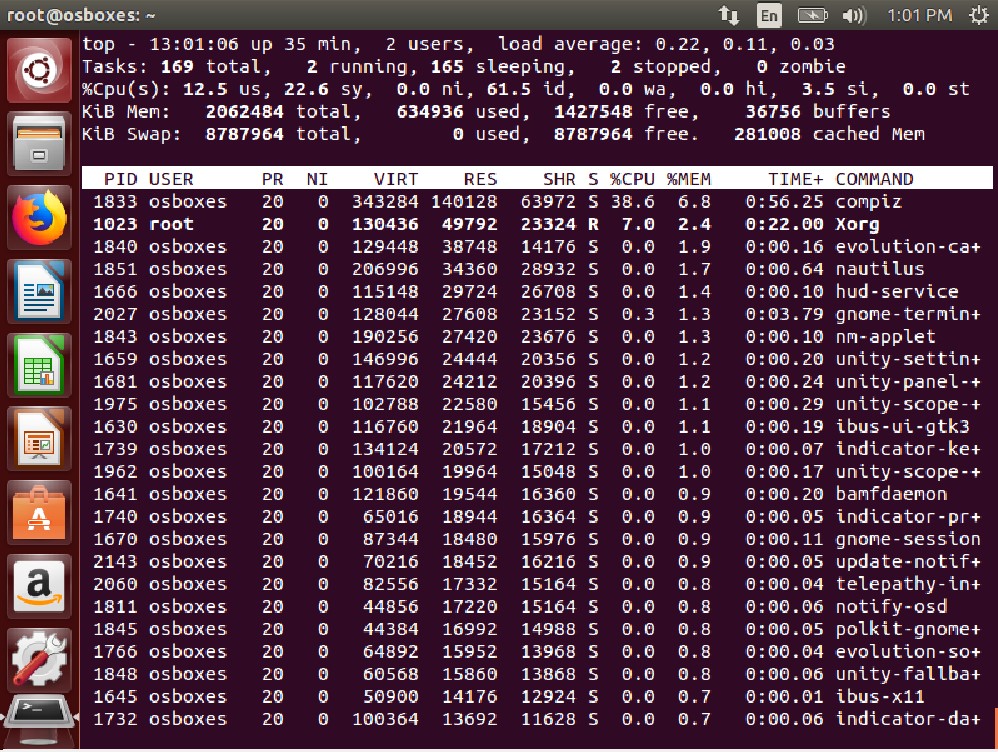 root@osboxes: ~ En 1:01 PM
top - 13:01:06 up 35 min,  2 users,  load average: 0.22, 0.11, 0.03
Tasks: 169 total,   2 running, 165 sleeping,   2 stopped,   0 zombie
%Cpu(s): 12.5 us, 22.6 sy,  0.0 ni, 61.5 id,  0.0 wa,  0.0 hi,  3.5 si,  0.0 st
KiB Mem:   2062484 total,   634936 used,  1427548 free,    36756 buffers
KiB Swap:  8787964 total,        0 used,  8787964 free.   281008 cached Mem
PID USER      PR  NI    VIRT    RES    SHR S %CPU %MEM     TIME+ COMMAND
1833 osboxes   20   0  343284 140128  63972 S 38.6  6.8   0:56.25 compiz
1023 root      20   0  130436  49792  23324 R  7.0  2.4   0:22.00 Xorg
1840 osboxes   20   0  129448  38748  14176 S  0.0  1.9   0:00.16 evolution-ca+
1851 osboxes   20   0  206996  34360  28932 S  0.0  1.7   0:00.64 nautilus
1666 osboxes   20   0  115148  29724  26708 S  0.0  1.4   0:00.10 hud-service
2027 osboxes   20   0  128044  27608  23152 S  0.3  1.3   0:03.79 gnome-termin+
1843 osboxes   20   0  190256  27420  23676 S  0.0  1.3   0:00.10 nm-applet
1659 osboxes   20   0  146996  24444  20356 S  0.0  1.2   0:00.20 unity-settin+
1681 osboxes   20   0  117620  24212  20396 S  0.0  1.2   0:00.24 unity-panel-+
1975 osboxes   20   0  102788  22580  15456 S  0.0  1.1   0:00.29 unity-scope-+
1630 osboxes   20   0  116760  21964  18904 S  0.0  1.1   0:00.19 ibus-ui-gtk3
1739 osboxes   20   0  134124  20572  17212 S  0.0  1.0   0:00.07 indicator-ke+
1962 osboxes   20   0  100164  19964  15048 S  0.0  1.0   0:00.17 unity-scope-+
1641 osboxes   20   0  121860  19544  16360 S  0.0  0.9   0:00.20 bamfdaemon
1740 osboxes   20   0   65016  18944  16364 S  0.0  0.9   0:00.05 indicator-pr+
1670 osboxes   20   0   87344  18480  15976 S  0.0  0.9   0:00.11 gnome-session
2143 osboxes   20   0   70216  18452  16216 S  0.0  0.9   0:00.05 update-notif+
2060 osboxes   20   0   82556  17332  15164 S  0.0  0.8   0:00.04 telepathy-in+
1811 osboxes   20   0   44856  17220  15164 S  0.0  0.8   0:00.06 notify-osd
1845 osboxes   20   0   44384  16992  14988 S  0.0  0.8   0:00.05 polkit-gnome+
1766 osboxes   20   0   64892  15952  13968 S  0.0  0.8   0:00.04 evolution-so+
1848 osboxes   20   0   60568  15860  13868 S  0.0  0.8   0:00.06 unity-fallba+
1645 osboxes   20   0   50900  14176  12924 S  0.0  0.7   0:00.01 ibus-x11
1732 osboxes   20   0  100364  13692  11628 S  0.0  0.7   0:00.06 indicator-da+